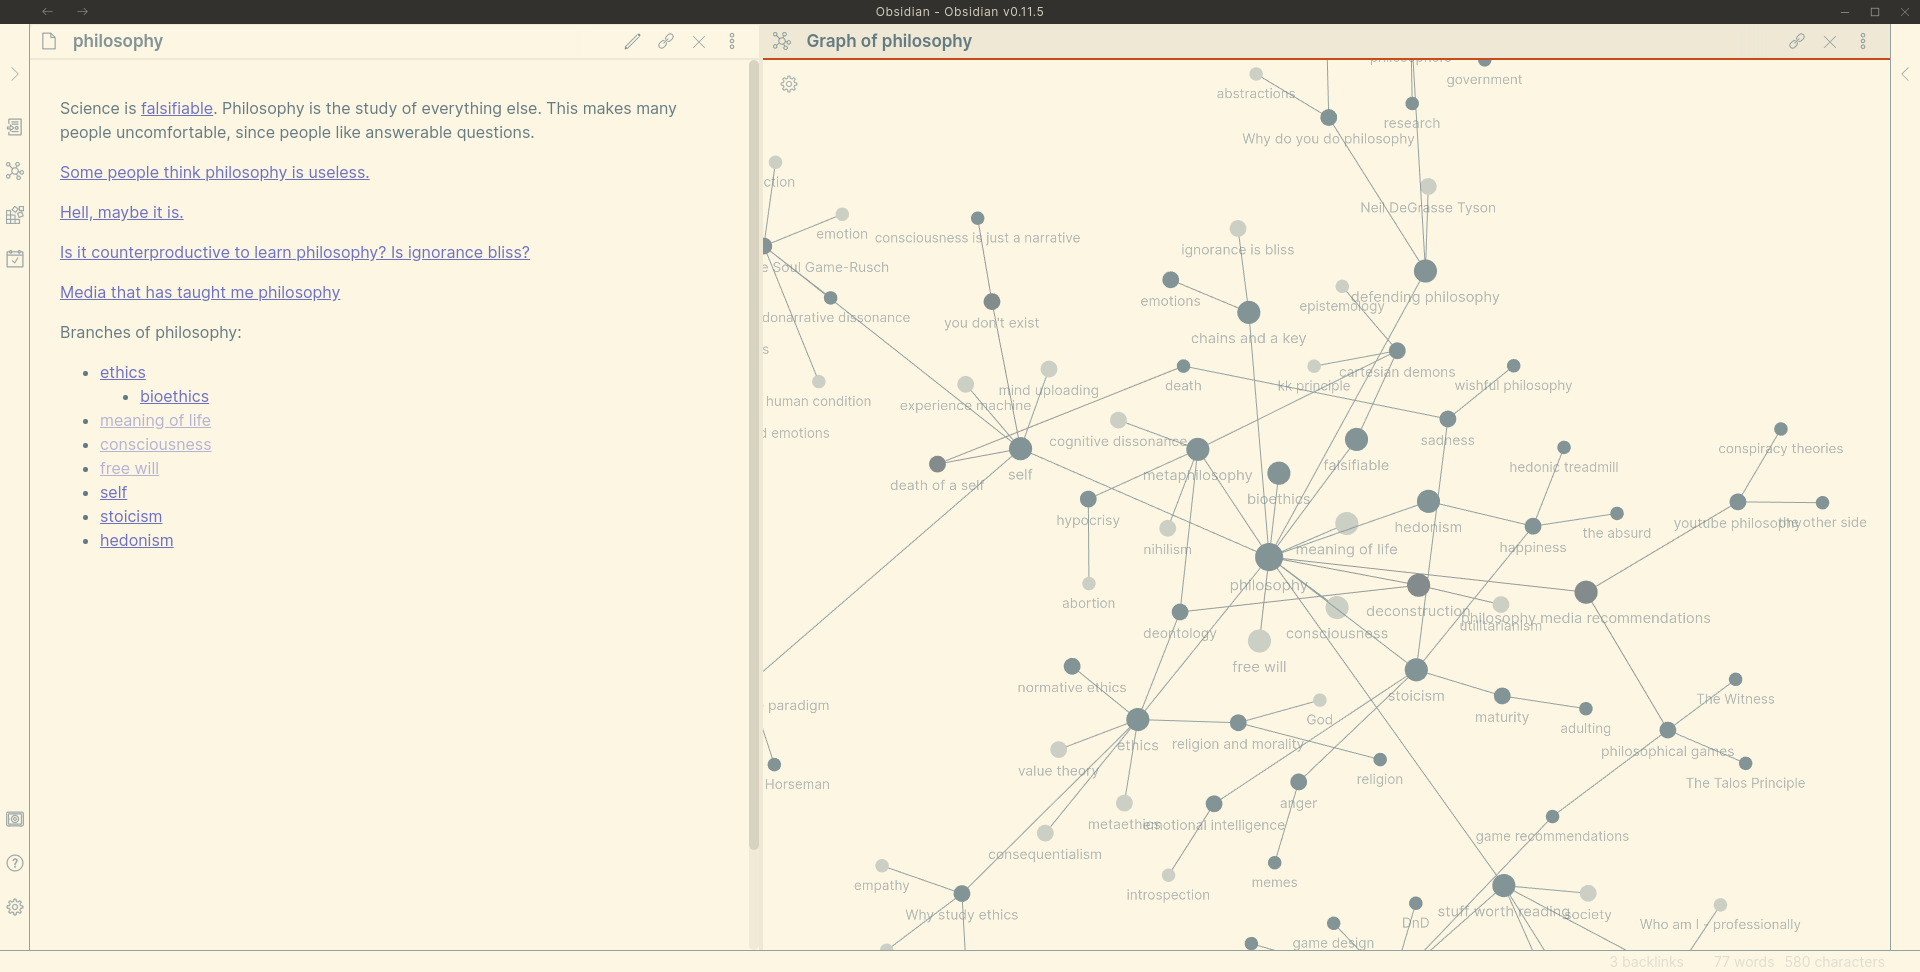 Obsidian - Obsidian v0.11.5
philosophy
Graph of philosophy
Science is falsifiable. Philosophy is the study of everything else. This makes many
people uncomfortable, since people like answerable questions.
Some people think philosophy is useless.
Hell, maybe it is.
Is it counterproductive to learn philosophy? Is ignorance bliss?
Media that has taught me philosophy
Branches of philosophy:
ethics
bioethics
meaning of life
consciousness
free will
self
stoicism
hedonism
government
abstractions
research
Why do you do philosophy
ction
Neil DeGrasse Tyson
emotion
consciousness is just a narrative
ignorance is bliss
e Soul Game-Rusch
emotions
defending philosophy
epistemology
donarrative dissonance
you don't exist
chains and a key
s
cartesian demons
death
kk principle
wishful philosophy
mind uploading
human condition
experience machine
d emotions
cognitive dissonance
sadness
conspiracy theories
self
metaphilosophy
falsifiable
hedonic treadmill
death of a self
bioethics
hypocrisy
hedonism
youtube philosophy
the other side
the absurd
nihilism
meaning of life
happiness
philosophy
abortion
deconstruction
philosophy media recommendations
utilitarianism
deontology
consciousness
free will
normative ethics
stoicism
The Witness
paradigm
God
maturity
adulting
ethics
religion and morality
philosophical games
value theory
religion
Horseman
The Talos Principle
anger
metaethics
emotional intelligence
game recommendations
consequentialism
empathy
introspection
memes
Why study ethics
DnD
stuff worth reading
society
Who am I - professionally
game design
3 backlinks
77 words
580 characters